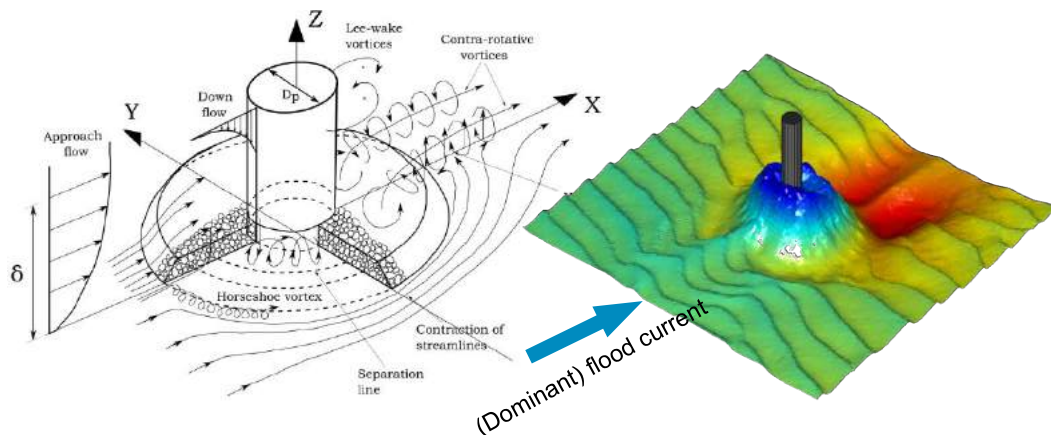 Z
Lee-wake
vortices
Contra-rotative
vortices
Dp
X
Y
Down
flow
Approach
flow
δ
Horseshoe vortex
Contraction of
streamlines
Separation
line
(Dominant) flood current